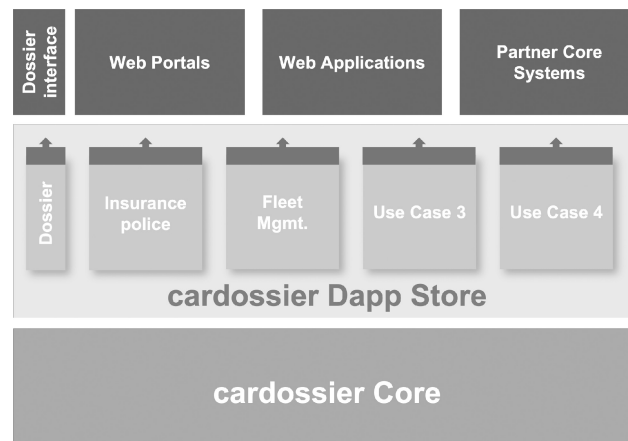 Dossier
interface
Web Portals
Web Applications
Partner Core
Systems
Dossier
Insurance
police
Fleet
Mgmt.
Use Case 3
Use Case 4
cardossier Dapp Store
cardossier Core